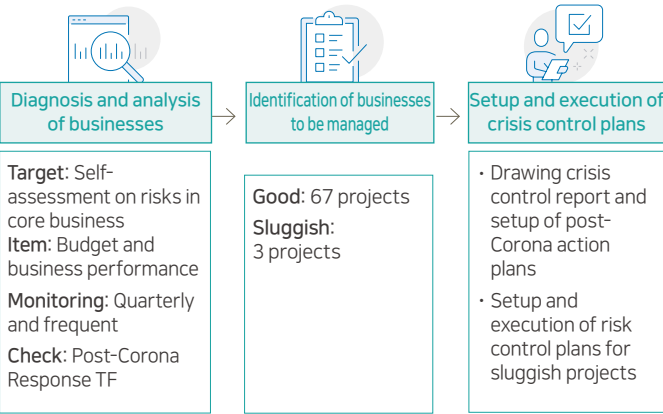 Diagnosis and analysis
of businesses
Identification of businesses
to be managed
Setup and execution of
crisis control plans
Target: Self-
assessment on risks in
core business
Item: Budget and
business performance
Monitoring: Quarterly
and frequent
Check: Post-Corona
Response TF
Good: 67 projects
Sluggish:
3 projects
· Drawing crisis
control report and
setup of post-
Corona action
plans
· Setup and
execution of risk
control plans for
sluggish projects